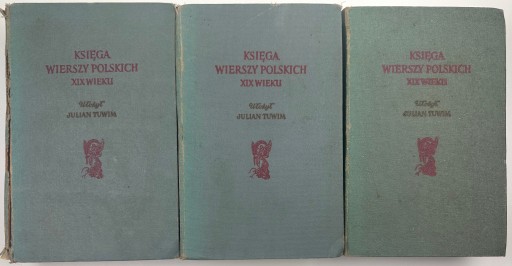 KSIĘGA
WIERSZY POLSKICH
XIX WIEKU
Ułożył
JULIAN TUWIM
KSIĘGA
WIERSZY POLSKICH
XIX WIEKU
Ułożył
JULIAN TUWIM
KSIĘGA
WIERSZY POLSKICH
XIX WIEKU
Ułożył
JULIAN TUWIM